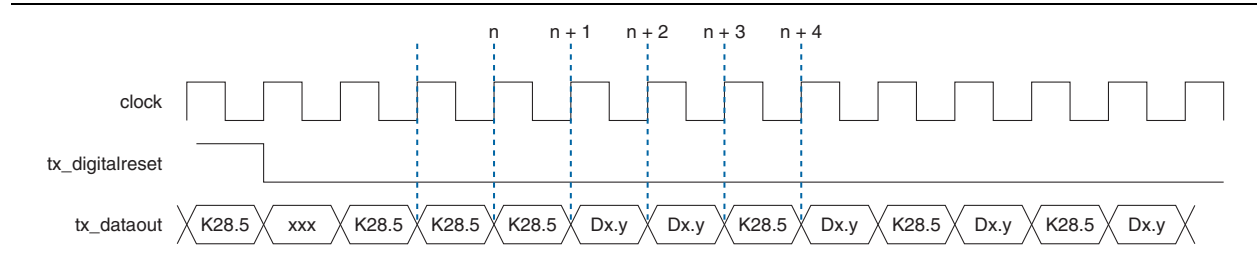 n n + 1 n + 2 n + 3 n + 4
clock
tx_digitalreset
tx_dataout K28.5 xxx K28.5 K28.5 K28.5 Dx.y Dx.y K28.5 Dx.y K28.5 Dx.y K28.5 Dx.y